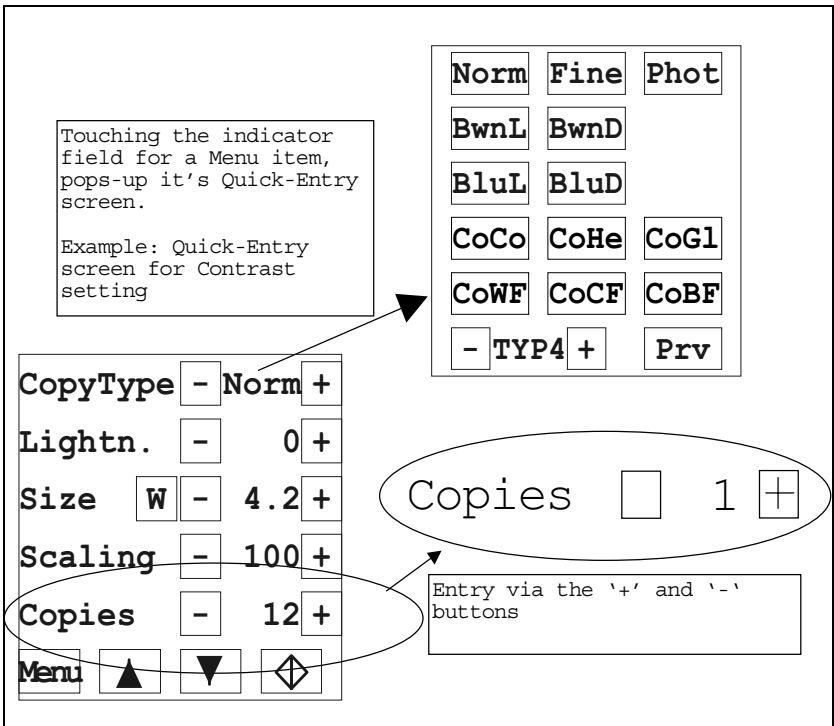 Norm Fine Phot
BwnL BwnD
BluL BluD
CoCo CoHe CoGl
CoWF CoCF CoBF
- TYP4 + Prv
Touching the indicator
field for a Menu item,
pops-up it's Quick-Entry
screen.
Example: Quick-Entry
screen for Contrast
setting
CopyType - Norm +
Lightn. - 0 +
Size W - 4.2 +
Scaling - 100 +
Copies - 12 +
Menu
Copies 1 +
Entry via the '+' and '-'
buttons